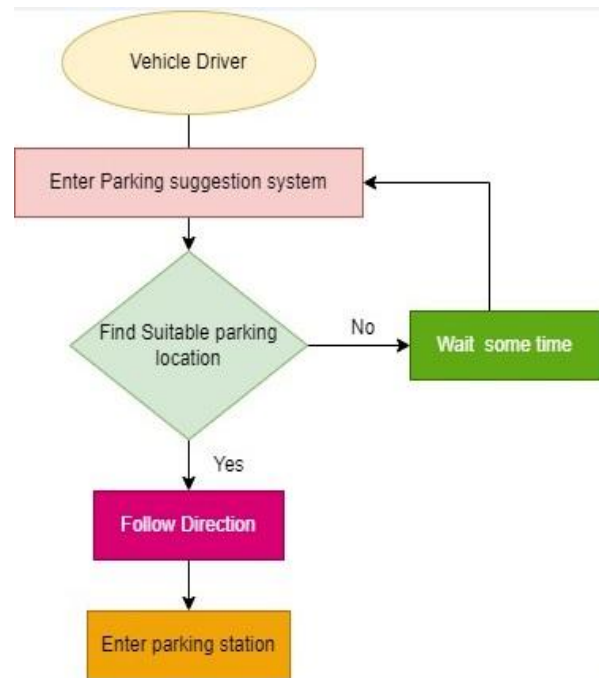 Vehicle Driver
Enter Parking suggestion system
Find Suitable parking
location
No
Wait  some time
Yes
Follow Direction
Enter parking station